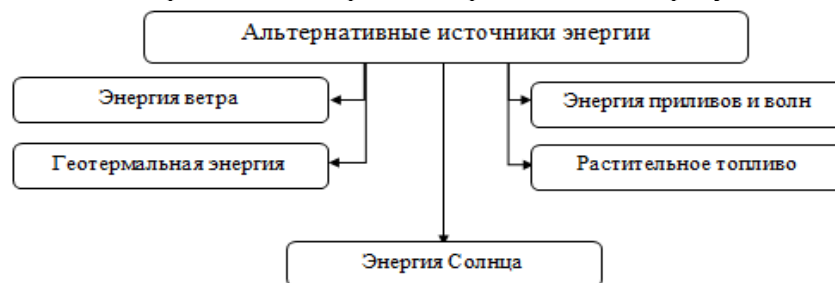 Альтернативные источники энергии
Энергия ветра
Энергия приливов и волн
Геотермальная энергия
Растительное топливо
Энергия Солнца